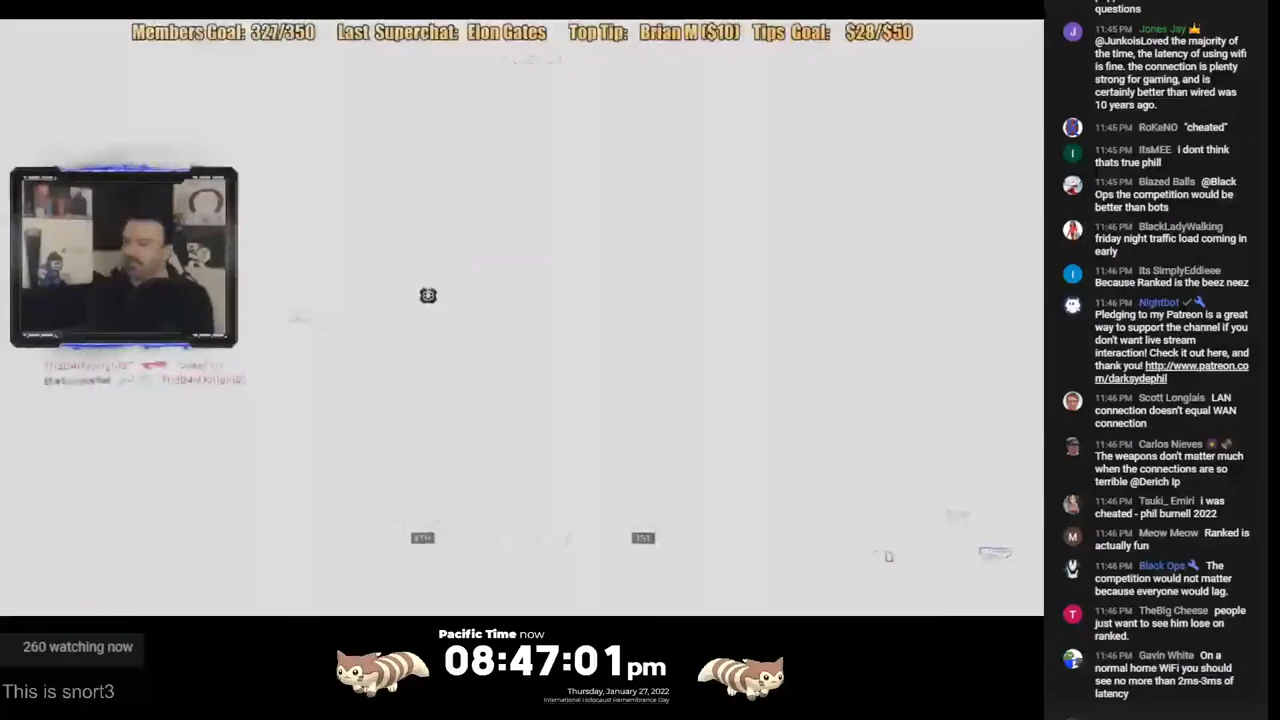 Members Goal: 327/350 Last Superchat: Elon Gates Top Tip: Brian M ($10) Tips Goal: $28/$50
4TH
1ST
260 watching now
This is snort3
Pacific Time now
08:47:01pm
Thursday, January 27, 2022
International Holocaust Remembrance Day
questions
11:45 PM Jones Jay
@JunkoisLoved the majority of
the time, the latency of using wifi
is fine. the connection is plenty
strong for gaming, and is
certainly better than wired was
10 years ago.
11:45 PM RoKeNO "cheated"
11:45 PM ItsMEE i dont think
thats true phill
11:45 PM Blazed Balls @Black
Ops the competition would be
better than bots
11:46 PM BlackLadyWalking
friday night traffic load coming in
early
11:46 PM Its SimplyEddieee
Because Ranked is the beez neez
11:46 PM Nightbot
Pledging to my Patreon is a great
way to support the channel if you
don't want live stream
interaction! Check it out here, and
thank you! http://www.patreon.co
m/darksydephil
11:46 PM Scott Longlais LAN
connection doesn't equal WAN
connection
11:46 PM Carlos Nieves
The weapons don't matter much
when the connections are so
terrible @Derich Ip
11:46 PM Tsuki_ Emiri i was
cheated - phil burnell 2022
11:46 PM Meow Meow Ranked is
actually fun
11:46 PM Black Ops The
competition would not matter
because everyone would lag.
11:46 PM TheBig Cheese people
just want to see him lose on
ranked.
11:46 PM Gavin White On a
normal home WiFi you should
see no more than 2ms-3ms of
latency